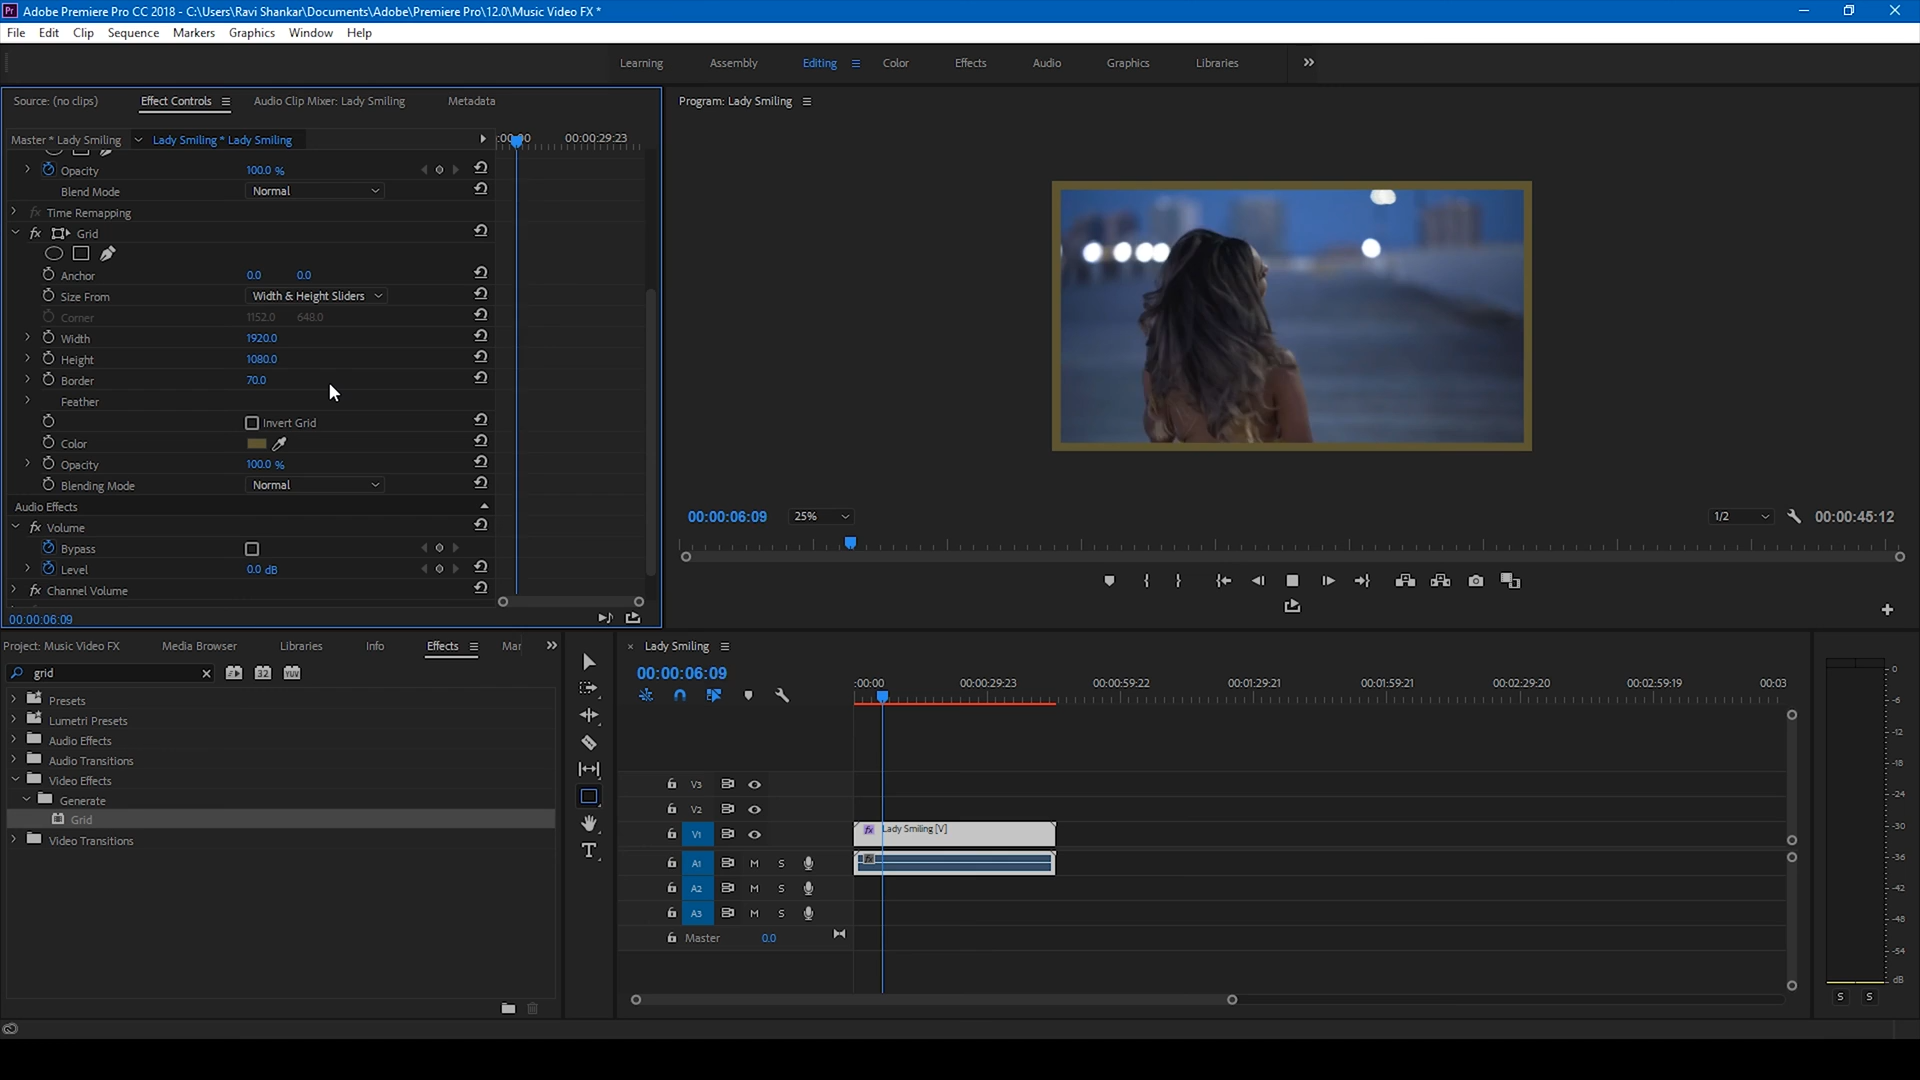 Adobe Premiere Pro CC 2018 - C:\Users\Ravi Shankar\Documents\Adobe\Premiere Pro\12.0\Music Video FX *
File Edit Clip Sequence Markers Graphics Window Help
Learning Assembly Editing Color Effects Audio Graphics Libraries
Source: (no clips) Effect Controls Audio Clip Mixer: Lady Smiling Metadata
Program: Lady Smiling
Master * Lady Smiling Lady Smiling * Lady Smiling
:00:00 00:00:29:23
Opacity 100.0 %
Blend Mode Normal
fx Time Remapping
fx Grid
Anchor 0.0 0.0
Size From Width & Height Sliders
Corner 1152.0 648.0
Width 1920.0
Height 1080.0
Border 70.0
Feather
Invert Grid
Color
Opacity 100.0 %
Blending Mode Normal
Audio Effects
fx Volume
Bypass
Level 0.0 dB
fx Channel Volume
00:00:06:09
00:00:06:09 25% 1/2 00:00:45:12
Project: Music Video FX Media Browser Libraries Info Effects Mar
grid 32 YUV
Presets
Lumetri Presets
Audio Effects
Audio Transitions
Video Effects
Generate
Grid
Video Transitions
× Lady Smiling
00:00:06:09
:00:00 00:00:29:23 00:00:59:22 00:01:29:21 00:01:59:21 00:02:29:20 00:02:59:19 00:03
V3
V2
V1 fx Lady Smiling [V]
A1 M S fx
A2 M S
A3 M S
Master 0.0
0
-6
-12
-18
-24
-30
-36
-42
-48
-54
dB
S S